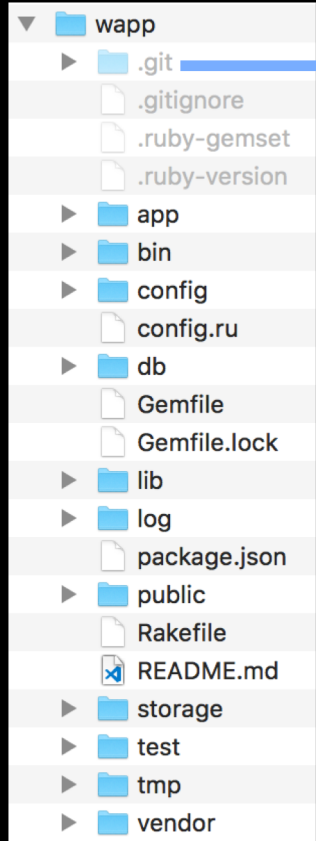 wapp
.git
.gitignore
.ruby-gemset
.ruby-version
app
bin
config
config.ru
db
Gemfile
Gemfile.lock
lib
log
package.json
public
Rakefile
README.md
storage
test
tmp
vendor